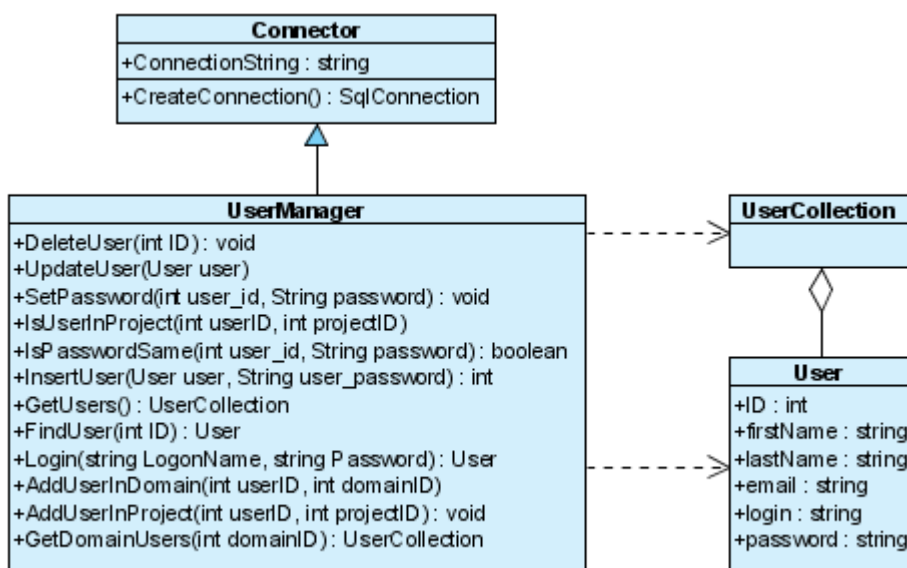 Connector
+ConnectionString : string
+CreateConnection() : SqlConnection
UserManager
+DeleteUser(int ID) : void
+UpdateUser(User user)
+SetPassword(int user_id, String password) : void
+IsUserInProject(int userID, int projectID)
+IsPasswordSame(int user_id, String password) : boolean
+InsertUser(User user, String user_password) : int
+GetUsers() : UserCollection
+FindUser(int ID) : User
+Login(string LogonName, string Password) : User
+AddUserInDomain(int userID, int domainID)
+AddUserInProject(int userID, int projectID) : void
+GetDomainUsers(int domainID) : UserCollection
UserCollection
User
+ID : int
+firstName : string
+lastName : string
+email : string
+login : string
+password : string